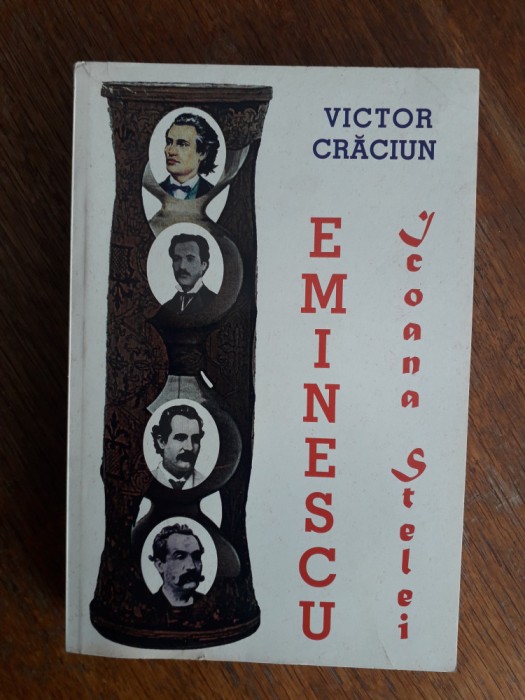 VICTOR
CRĂCIUN
EMINESCU
Icoana Stelei